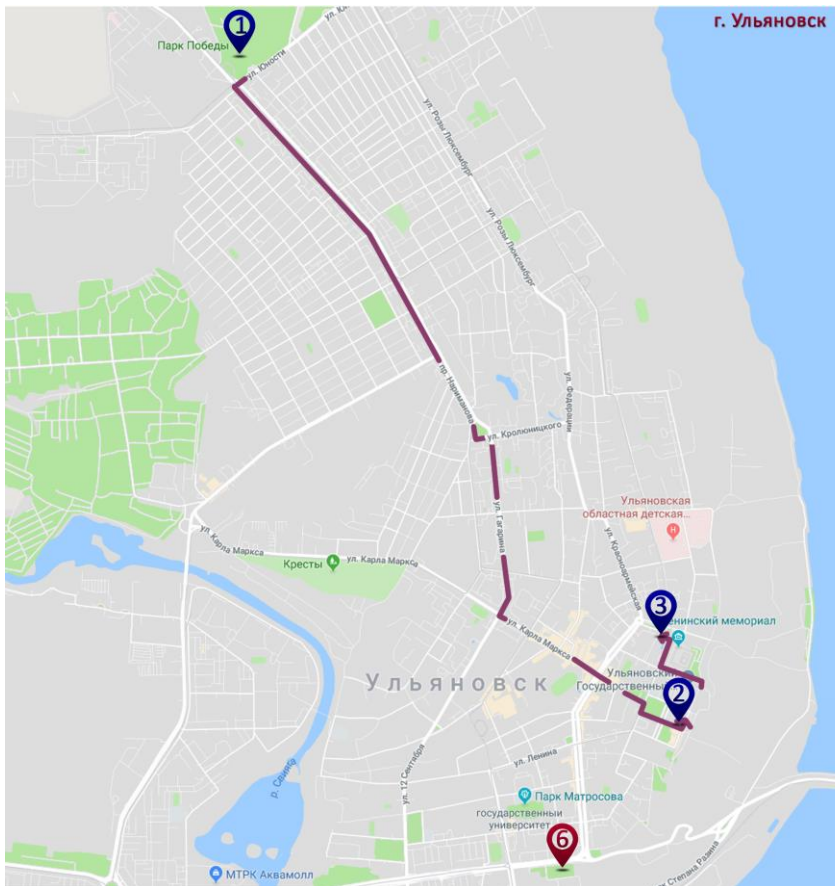 г. Ульяновск
1
Парк Победы
ул. Юности
ул. Розы Люксембург
ул. Розы Люксембург
пр. Нариманова
ул. Федерации
ул. Кролюницкого
Ульяновская
областная детская...
H
ул. Гагарина
ул. Карла Маркса
Кресты
ул. Карла Маркса
ул. Красноармейская
3
Ленинский мемориал
ул. Карла Маркса
Ульяновск
Ульяновский
Государственный
2
р. Свияга
ул. 12 Сентября
ул. Ленина
Парк Матросова
государственный
университет
6
МТРК Аквамолл
Степана Разина